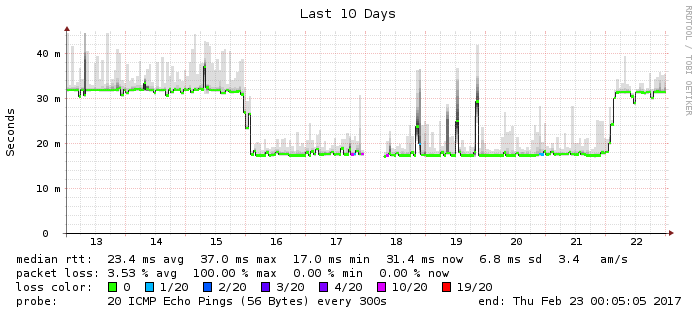 Last 10 Days
RRDTOOL / TOBI OETIKER
Seconds
40 m
30 m
20 m
10 m
0
13 14 15 16 17 18 19 20 21 22
median rtt: 23.4 ms avg 37.0 ms max 17.0 ms min 31.4 ms now 6.8 ms sd 3.4 am/s
packet loss: 3.53 % avg 100.00 % max 0.00 % min 0.00 % now
loss color: 0 1/20 2/20 3/20 4/20 10/20 19/20
probe: 20 ICMP Echo Pings (56 Bytes) every 300s end: Thu Feb 23 00:05:05 2017